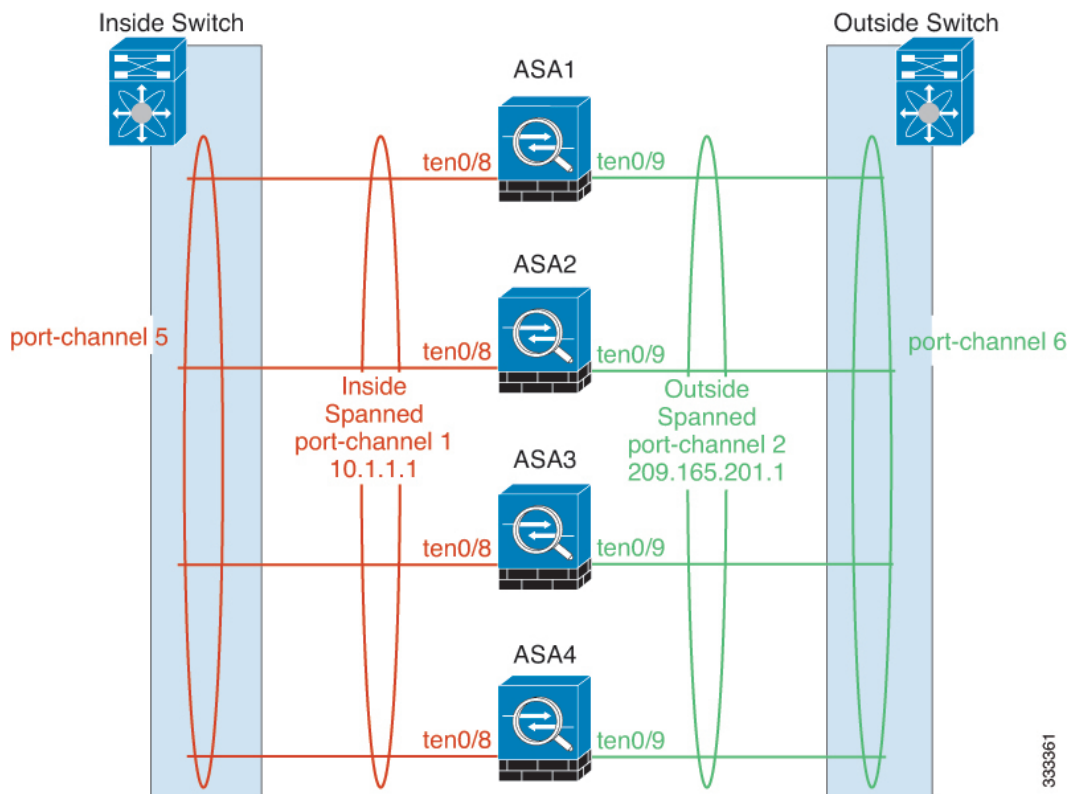 Inside Switch
Outside Switch
ASA1
ten0/8
ten0/9
ASA2
port-channel 5
ten0/8
ten0/9
port-channel 6
Inside
Spanned
port-channel 1
10.1.1.1
Outside
Spanned
port-channel 2
209.165.201.1
ASA3
ten0/8
ten0/9
ASA4
ten0/8
ten0/9
333361